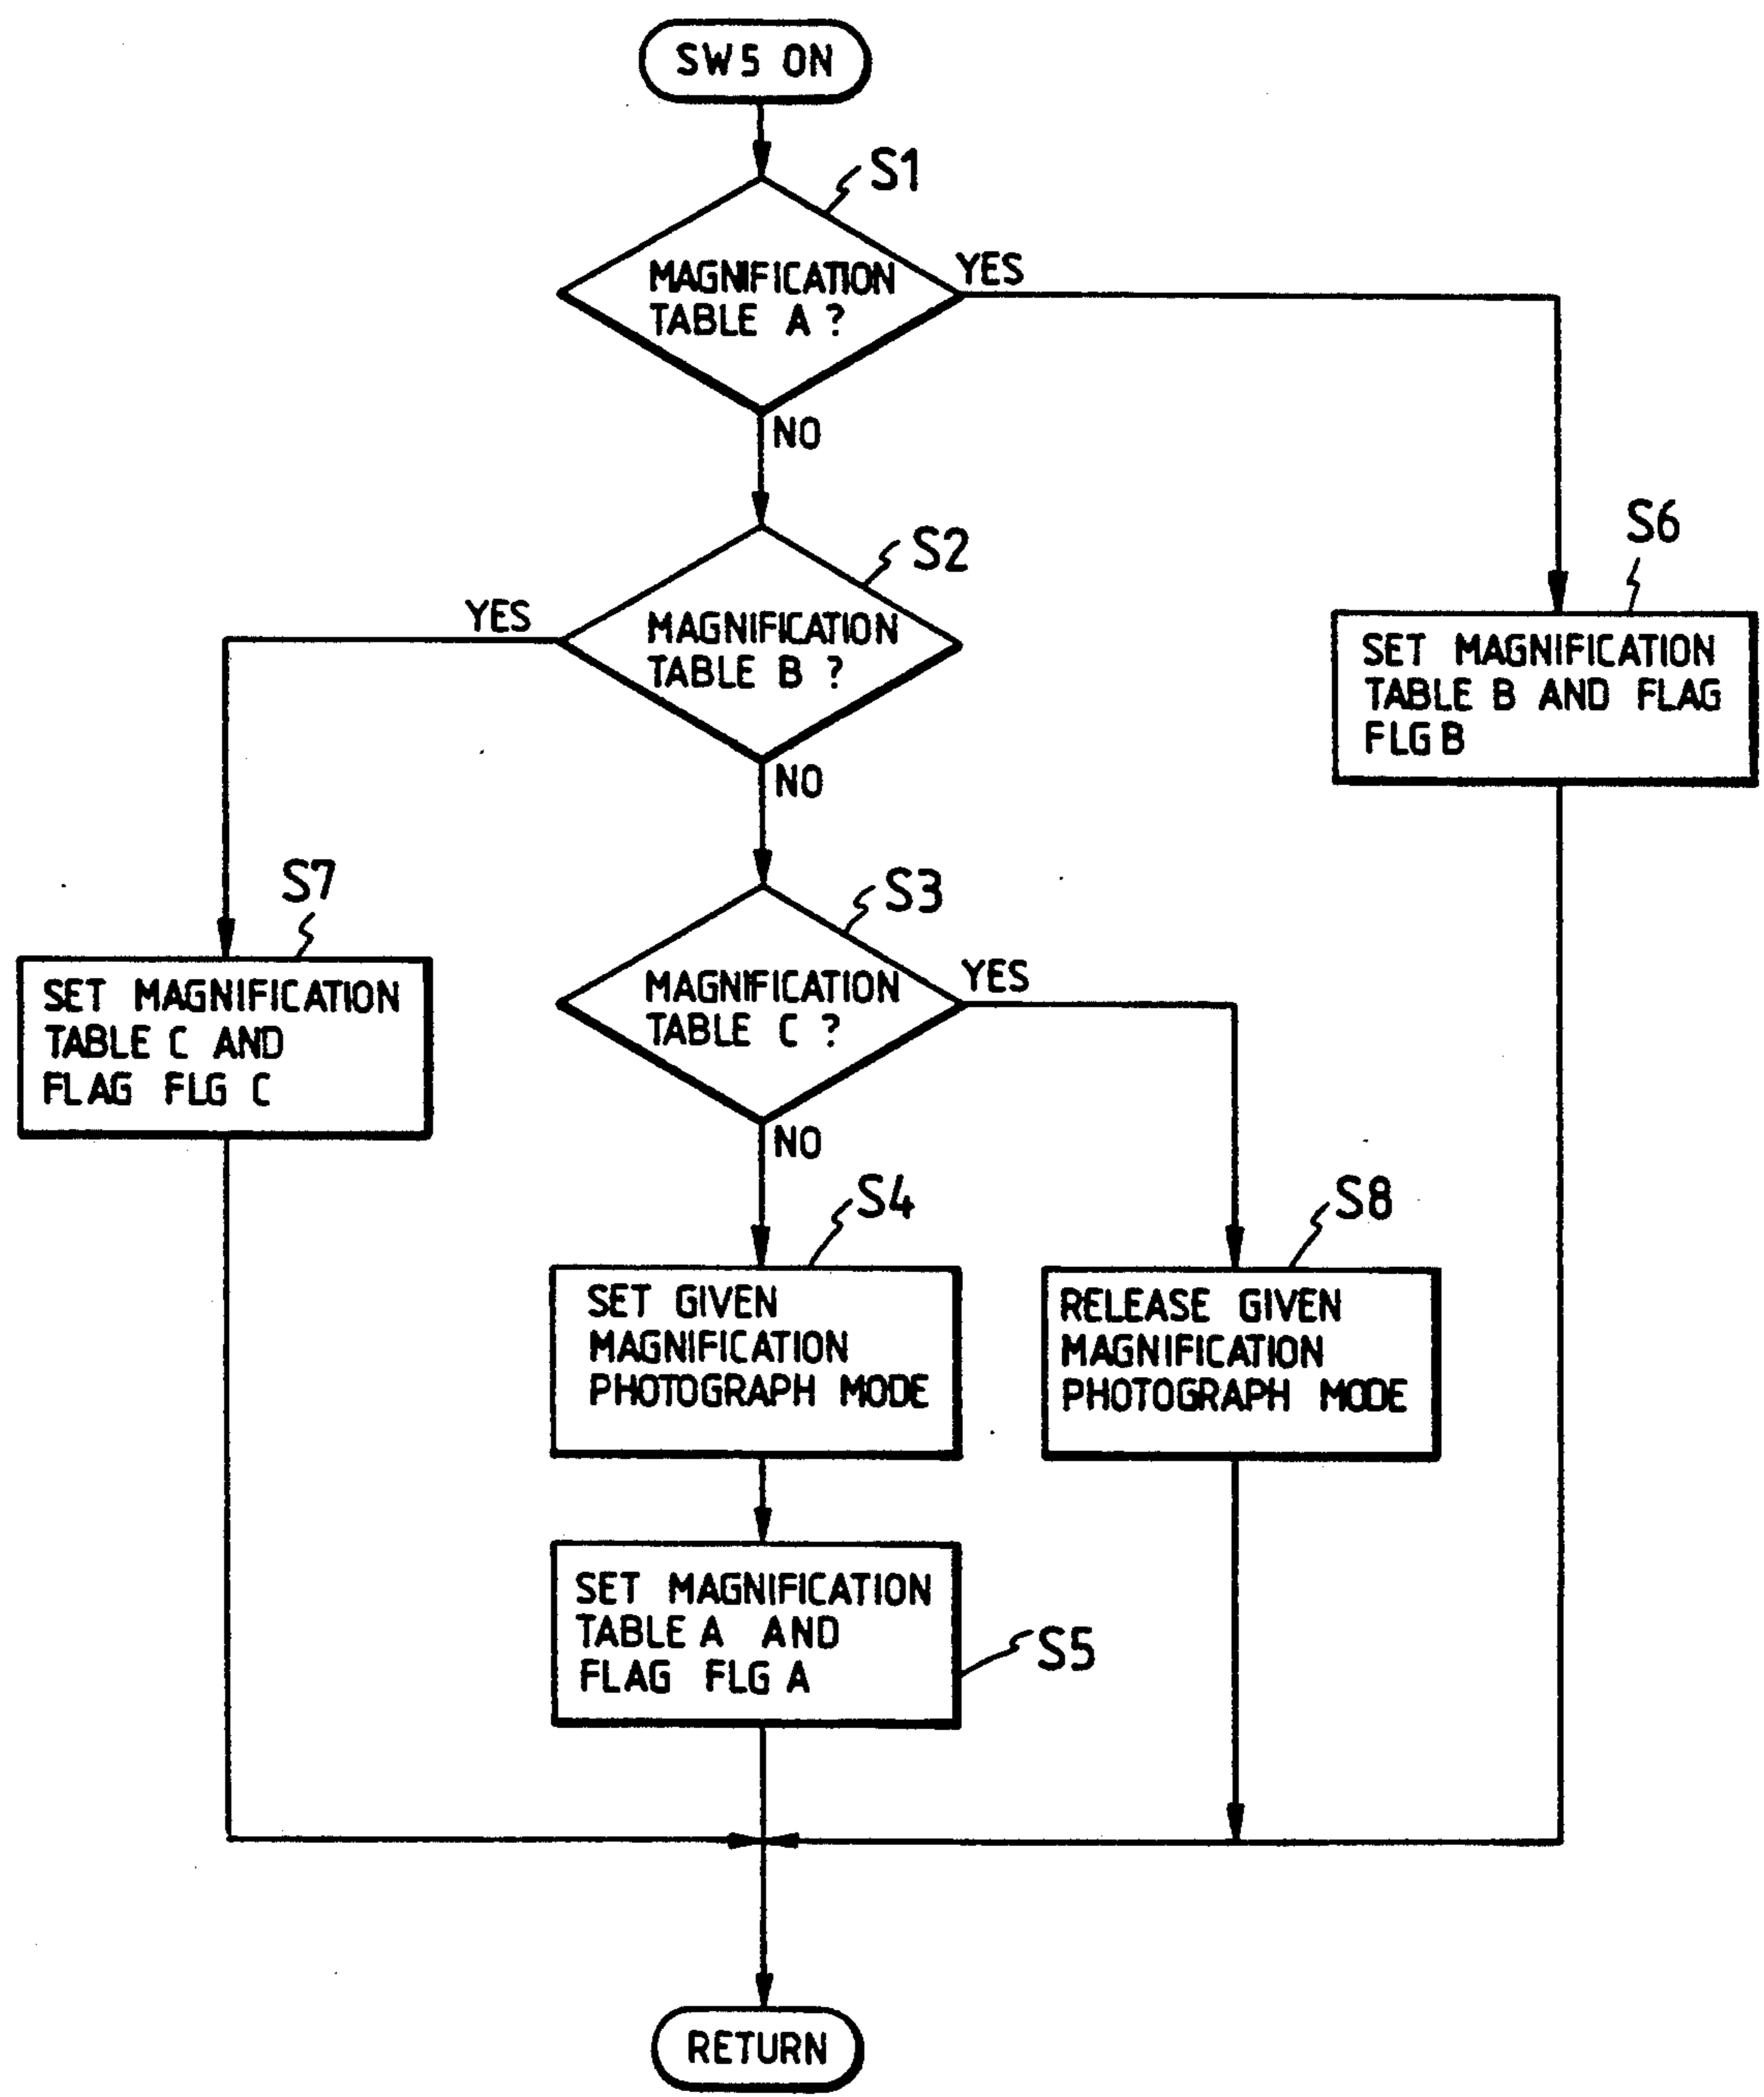 SW5 ON
S1
MAGNIFICATION
TABLE A ?
YES
NO
S2
MAGNIFICATION
TABLE B ?
YES
NO
S6
SET MAGNIFICATION
TABLE B AND FLAG
FLG B
S7
SET MAGNIFICATION
TABLE C AND
FLAG FLG C
S3
MAGNIFICATION
TABLE C ?
YES
NO
S4
SET GIVEN
MAGNIFICATION
PHOTOGRAPH MODE
S8
RELEASE GIVEN
MAGNIFICATION
PHOTOGRAPH MODE
SET MAGNIFICATION
TABLE A AND
FLAG FLG A
S5
RETURN